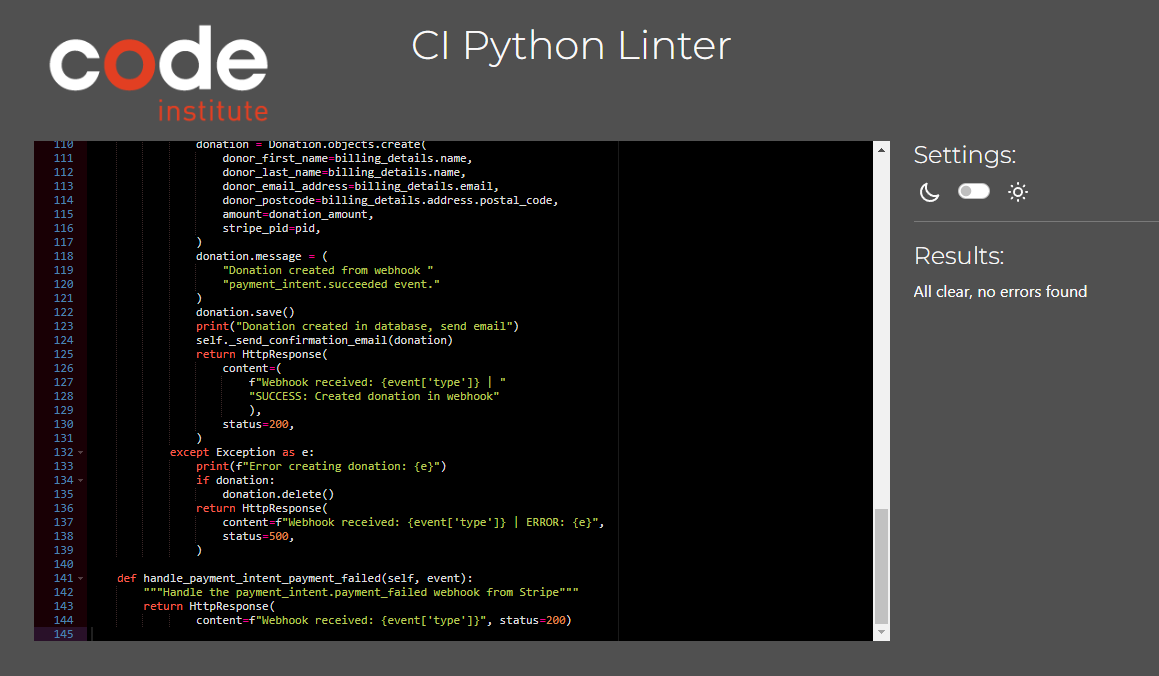 code
institute
CI Python Linter
110 donation = Donation.objects.create(
111 donor_first_name=billing_details.name,
112 donor_last_name=billing_details.name,
113 donor_email_address=billing_details.email,
114 donor_postcode=billing_details.address.postal_code,
115 amount=donation_amount,
116 stripe_pid=pid,
117 )
118 donation.message = (
119 "Donation created from webhook "
120 "payment_intent.succeeded event."
121 )
122 donation.save()
123 print("Donation created in database, send email")
124 self._send_confirmation_email(donation)
125 return HttpResponse(
126 content=(
127 f"Webhook received: {event['type']} | "
128 "SUCCESS: Created donation in webhook"
129 ),
130 status=200,
131 )
132 except Exception as e:
133 print(f"Error creating donation: {e}")
134 if donation:
135 donation.delete()
136 return HttpResponse(
137 content=f"Webhook received: {event['type']} | ERROR: {e}",
138 status=500,
139 )
140
141 def handle_payment_intent_payment_failed(self, event):
142 """Handle the payment_intent.payment_failed webhook from Stripe"""
143 return HttpResponse(
144 content=f"Webhook received: {event['type']}", status=200)
145
Settings:
Results:
All clear, no errors found